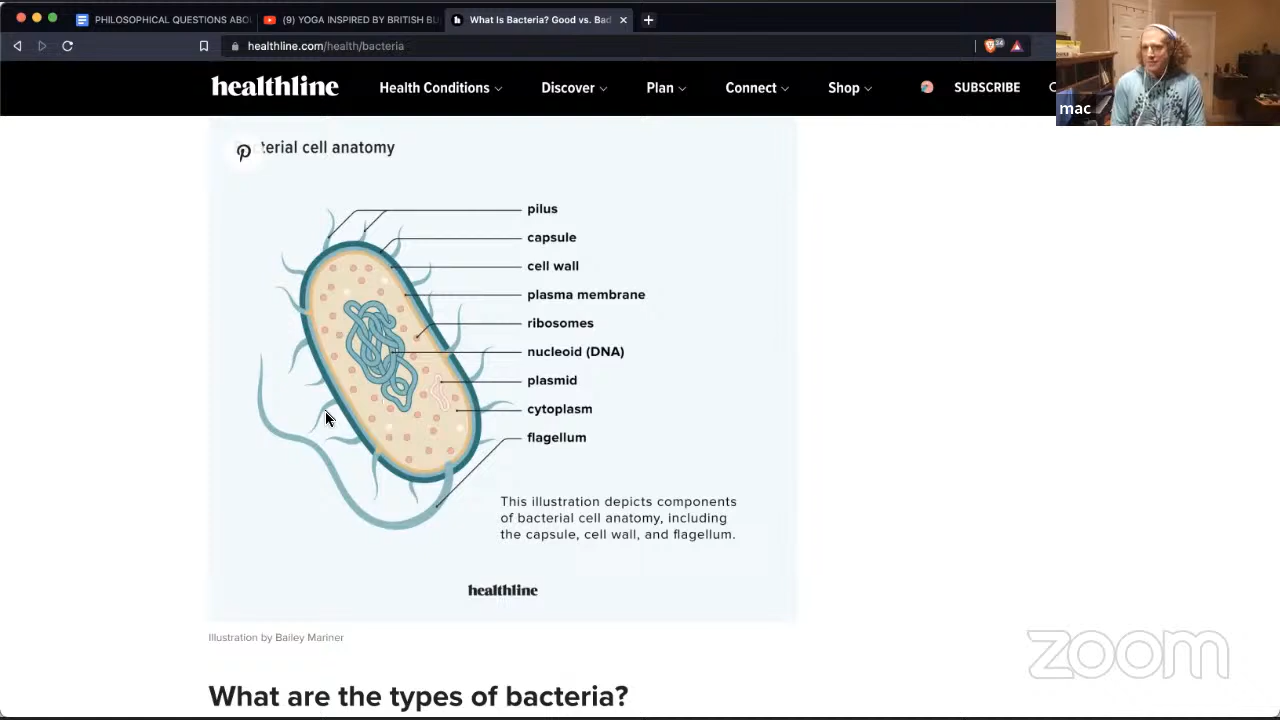 PHILOSOPHICAL QUESTIONS ABO
(9) YOGA INSPIRED BY BRITISH BL
What Is Bacteria? Good vs. Bad
healthline.com/health/bacteria
healthline
Health Conditions
Discover
Plan
Connect
Shop
SUBSCRIBE
mac
terial cell anatomy
pilus
capsule
cell wall
plasma membrane
ribosomes
nucleoid (DNA)
plasmid
cytoplasm
flagellum
This illustration depicts components
of bacterial cell anatomy, including
the capsule, cell wall, and flagellum.
healthline
Illustration by Bailey Mariner
zoom
What are the types of bacteria?